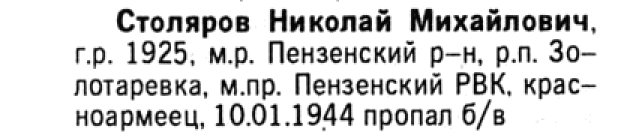 Столяров Николай Михайлович,
г.р. 1925, м.р. Пензенский р-н, р.п. Зо-
лотаревка, м.пр. Пензенский РВК, крас-
ноармеец, 10.01.1944 пропал б/в